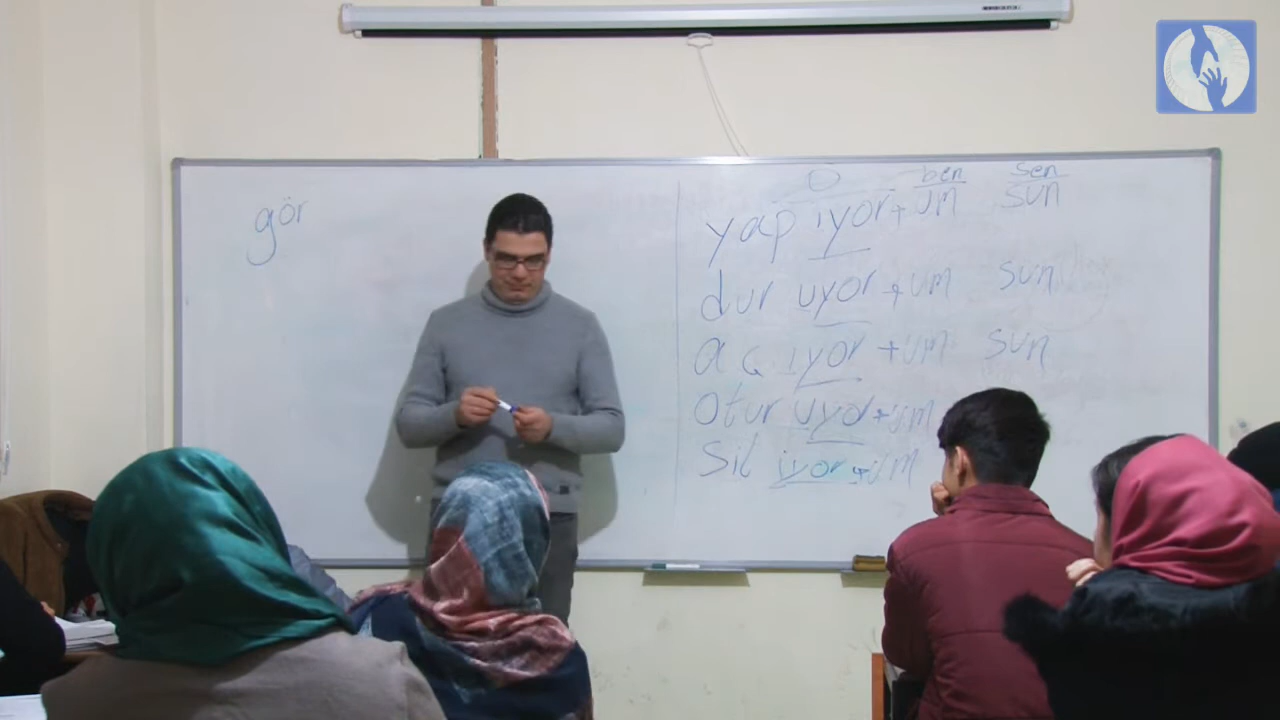 gör
O ben sen
yap ıyor + um sun
dur uyor + um sun
aç ıyor + um sun
otur uyor + um
sil iyor + um